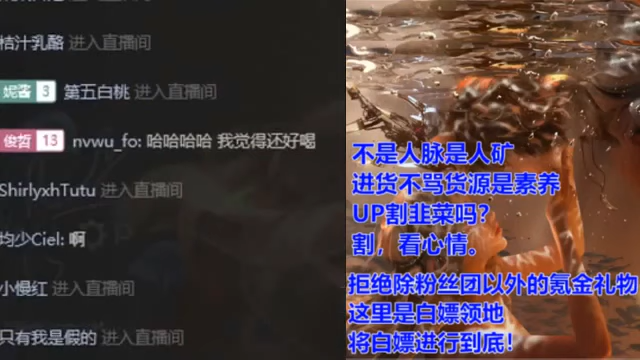 桔汁乳酪 进入直播间
妮酱 3 第五白桃 进入直播间
俊哲 13 nvwu_fo: 哈哈哈哈 我觉得还好喝
ShirlyxhTutu 进入直播间
均少Ciel: 啊
小慢红 进入直播间
只有我是假的 进入直播间
不是人脉是人矿
进货不骂货源是素养
UP割韭菜吗?
割，看心情。
拒绝除粉丝团以外的氪金礼物
这里是白嫖领地
将白嫖进行到底!